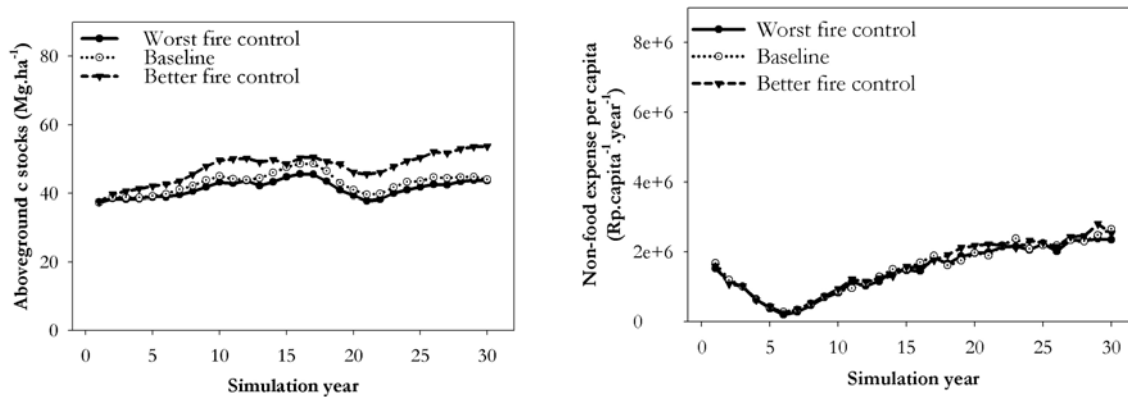 Worst fire control
Baseline
Better fire control
Aboveground c stocks (Mg.ha⁻¹)
80
60
40
20
0
0 5 10 15 20 25 30
Simulation year
Worst fire control
Baseline
Better fire control
Non-food expense per capita
(Rp.capita⁻¹.year⁻¹)
8e+6
6e+6
4e+6
2e+6
0
0 5 10 15 20 25 30
Simulation year